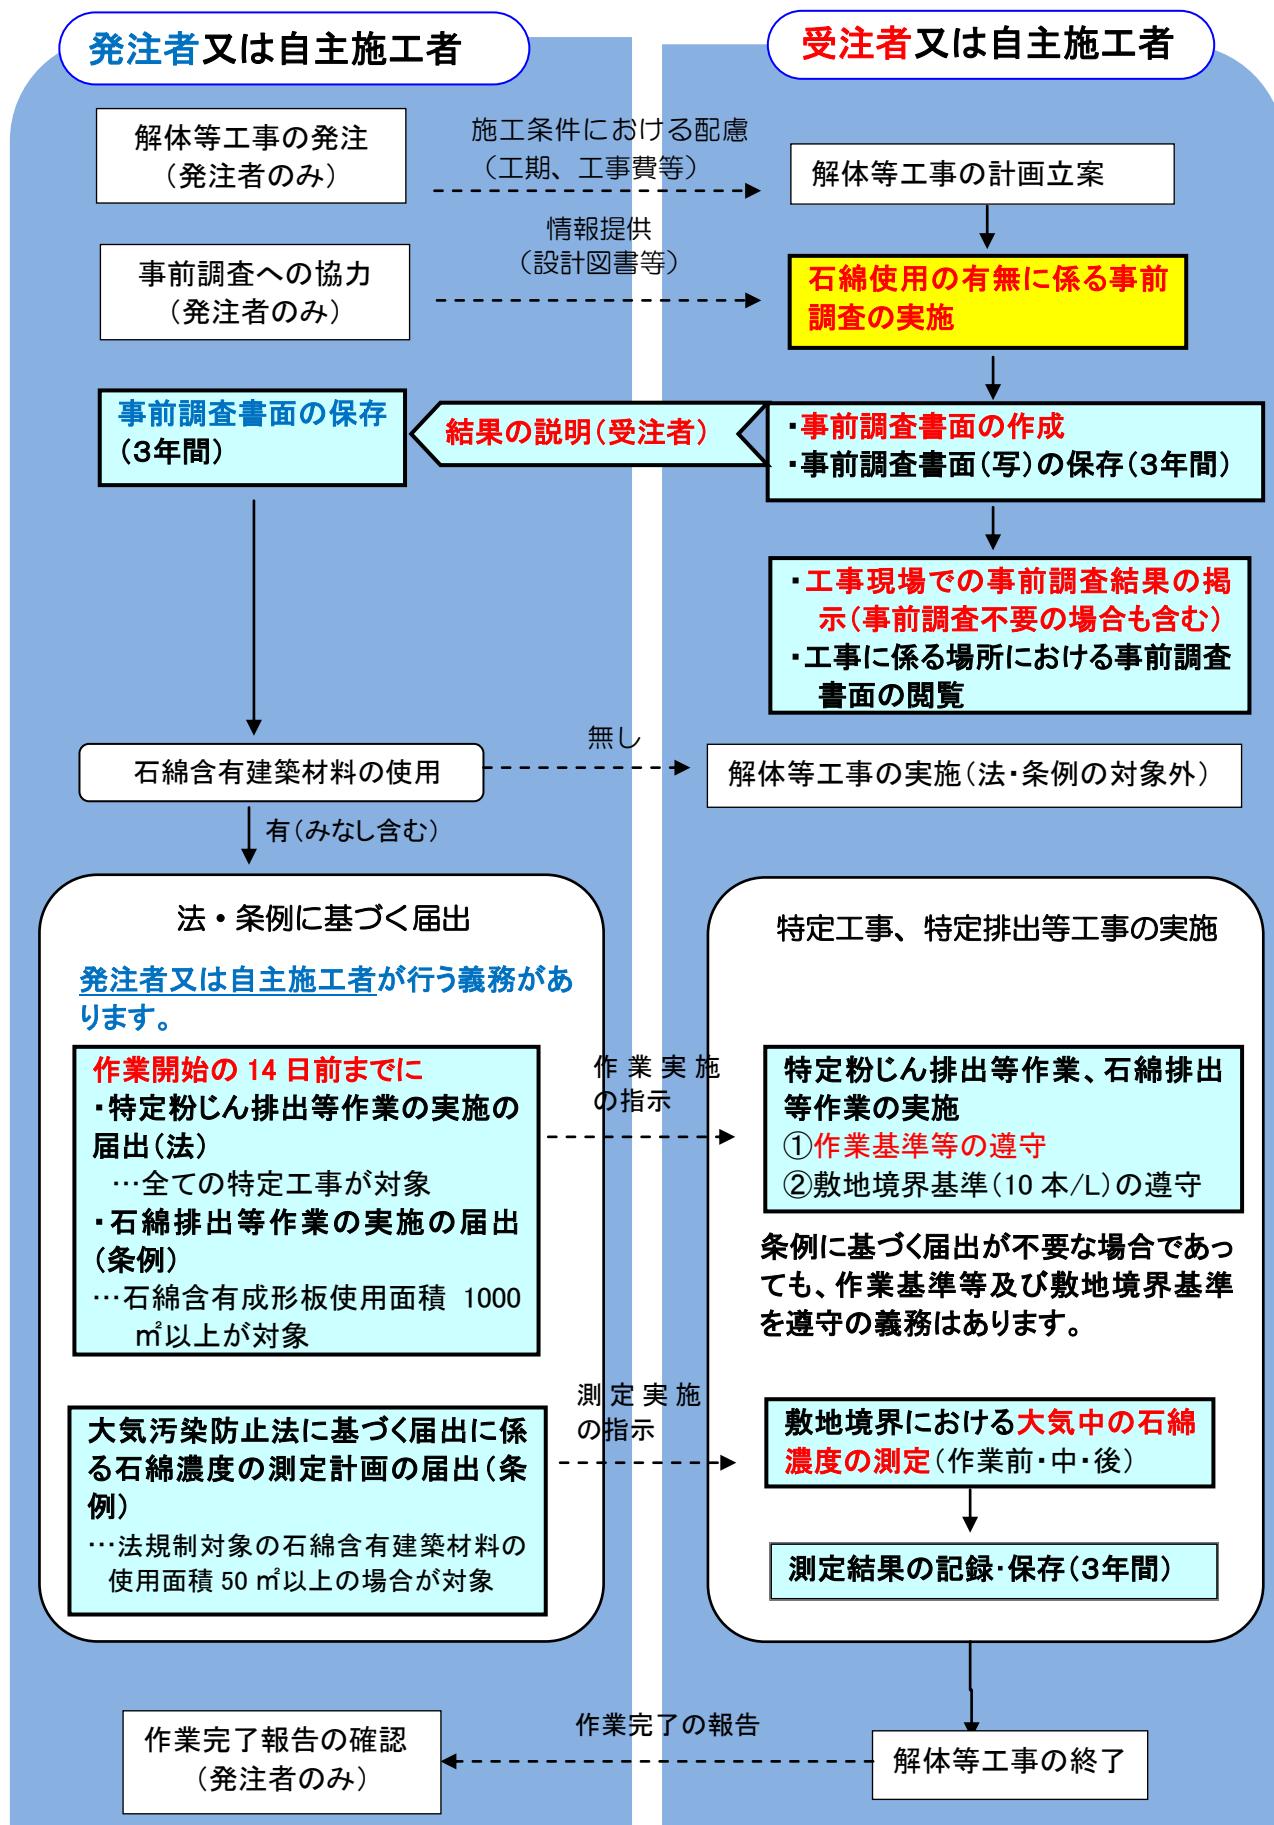 発注者又は自主施工者
受注者又は自主施工者
解体等工事の発注
（発注者のみ）
施工条件における配慮
（工期、工事費等）
解体等工事の計画立案
事前調査への協力
（発注者のみ）
情報提供
（設計図書等）
石綿使用の有無に係る事前
調査の実施
事前調査書面の保存
（3年間）
結果の説明（受注者）
・事前調査書面の作成
・事前調査書面（写）の保存（3年間）
・工事現場での事前調査結果の掲
示（事前調査不要の場合も含む）
・工事に係る場所における事前調査
書面の閲覧
石綿含有建築材料の使用
無し
解体等工事の実施（法・条例の対象外）
有（みなし含む）
法・条例に基づく届出
発注者又は自主施工者が行う義務があ
ります。
作業開始の 14 日前までに
・特定粉じん排出等作業の実施の
届出（法）
…全ての特定工事が対象
・石綿排出等作業の実施の届出
（条例）
…石綿含有成形板使用面積 1000
㎡以上が対象
大気汚染防止法に基づく届出に係
る石綿濃度の測定計画の届出（条
例）
…法規制対象の石綿含有建築材料の
使用面積 50 ㎡以上の場合が対象
作業実施
の指示
測定実施
の指示
特定工事、特定排出等工事の実施
特定粉じん排出等作業、石綿排出
等作業の実施
①作業基準等の遵守
②敷地境界基準（10 本/L）の遵守
条例に基づく届出が不要な場合であっ
ても、作業基準等及び敷地境界基準
を遵守の義務はあります。
敷地境界における大気中の石綿
濃度の測定（作業前・中・後）
測定結果の記録・保存（3年間）
作業完了報告の確認
（発注者のみ）
作業完了の報告
解体等工事の終了